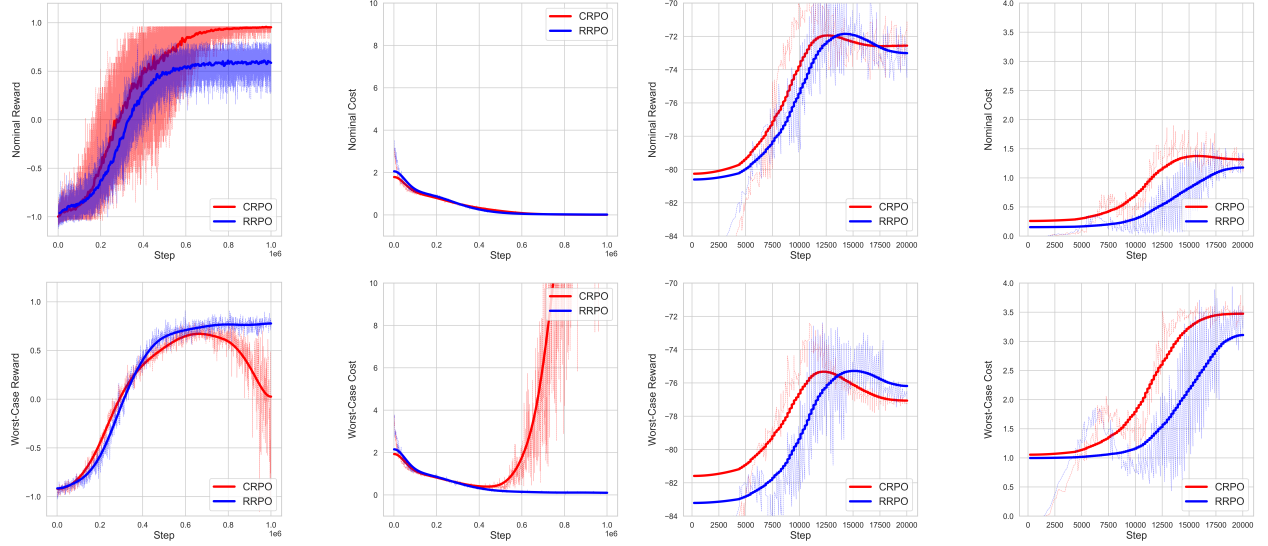 Nominal Reward
1.0
0.5
0.0
−0.5
−1.0
CRPO
RRPO
0.0 0.2 0.4 0.6 0.8 1.0
Step
1e6
Nominal Cost
10
8
6
4
2
0
CRPO
RRPO
0.0 0.2 0.4 0.6 0.8 1.0
Step
1e6
Nominal Reward
−70
−72
−74
−76
−78
−80
−82
−84
CRPO
RRPO
0 2500 5000 7500 10000 12500 15000 17500 20000
Step
Nominal Cost
4.0
3.5
3.0
2.5
2.0
1.5
1.0
0.5
0.0
CRPO
RRPO
0 2500 5000 7500 10000 12500 15000 17500 20000
Step
Worst-Case Reward
1.0
0.5
0.0
−0.5
−1.0
CRPO
RRPO
0.0 0.2 0.4 0.6 0.8 1.0
Step
1e6
Worst-Case Cost
10
8
6
4
2
0
CRPO
RRPO
0.0 0.2 0.4 0.6 0.8 1.0
Step
1e6
Worst-Case Reward
−70
−72
−74
−76
−78
−80
−82
−84
CRPO
RRPO
0 2500 5000 7500 10000 12500 15000 17500 20000
Step
Worst-Case Cost
4.0
3.5
3.0
2.5
2.0
1.5
1.0
0.5
0.0
CRPO
RRPO
0 2500 5000 7500 10000 12500 15000 17500 20000
Step